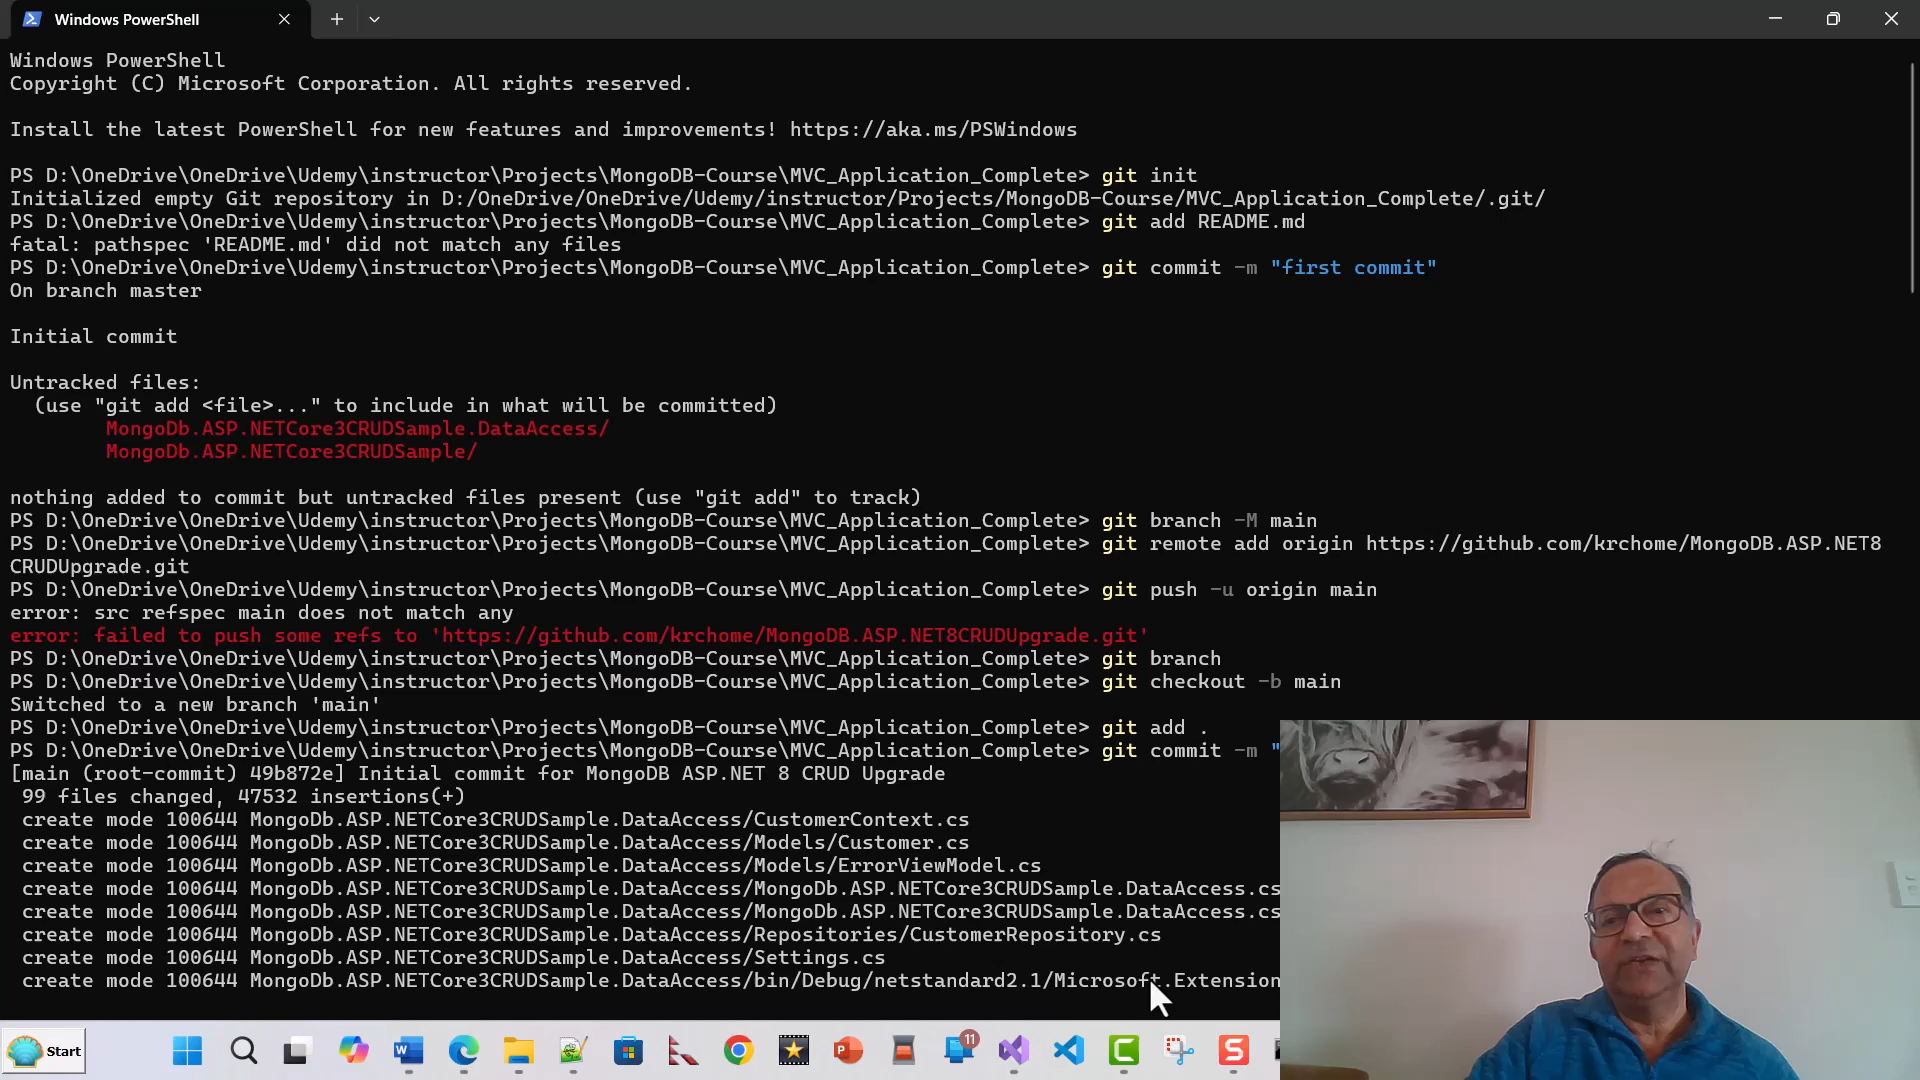 Windows PowerShell
Windows PowerShell
Copyright (C) Microsoft Corporation. All rights reserved.
Install the latest PowerShell for new features and improvements! https://aka.ms/PSWindows
PS D:\OneDrive\OneDrive\Udemy\instructor\Projects\MongoDB-Course\MVC_Application_Complete> git init
Initialized empty Git repository in D:/OneDrive/OneDrive/Udemy/instructor/Projects/MongoDB-Course/MVC_Application_Complete/.git/
PS D:\OneDrive\OneDrive\Udemy\instructor\Projects\MongoDB-Course\MVC_Application_Complete> git add README.md
fatal: pathspec 'README.md' did not match any files
PS D:\OneDrive\OneDrive\Udemy\instructor\Projects\MongoDB-Course\MVC_Application_Complete> git commit -m "first commit"
On branch master
Initial commit
Untracked files:
(use "git add <file>..." to include in what will be committed)
MongoDb.ASP.NETCore3CRUDSample.DataAccess/
MongoDb.ASP.NETCore3CRUDSample/
nothing added to commit but untracked files present (use "git add" to track)
PS D:\OneDrive\OneDrive\Udemy\instructor\Projects\MongoDB-Course\MVC_Application_Complete> git branch -M main
PS D:\OneDrive\OneDrive\Udemy\instructor\Projects\MongoDB-Course\MVC_Application_Complete> git remote add origin https://github.com/krchome/MongoDB.ASP.NET8
CRUDUpgrade.git
PS D:\OneDrive\OneDrive\Udemy\instructor\Projects\MongoDB-Course\MVC_Application_Complete> git push -u origin main
error: src refspec main does not match any
error: failed to push some refs to 'https://github.com/krchome/MongoDB.ASP.NET8CRUDUpgrade.git'
PS D:\OneDrive\OneDrive\Udemy\instructor\Projects\MongoDB-Course\MVC_Application_Complete> git branch
PS D:\OneDrive\OneDrive\Udemy\instructor\Projects\MongoDB-Course\MVC_Application_Complete> git checkout -b main
Switched to a new branch 'main'
PS D:\OneDrive\OneDrive\Udemy\instructor\Projects\MongoDB-Course\MVC_Application_Complete> git add .
PS D:\OneDrive\OneDrive\Udemy\instructor\Projects\MongoDB-Course\MVC_Application_Complete> git commit -m "
[main (root-commit) 49b872e] Initial commit for MongoDB ASP.NET 8 CRUD Upgrade
99 files changed, 47532 insertions(+)
create mode 100644 MongoDb.ASP.NETCore3CRUDSample.DataAccess/CustomerContext.cs
create mode 100644 MongoDb.ASP.NETCore3CRUDSample.DataAccess/Models/Customer.cs
create mode 100644 MongoDb.ASP.NETCore3CRUDSample.DataAccess/Models/ErrorViewModel.cs
create mode 100644 MongoDb.ASP.NETCore3CRUDSample.DataAccess/MongoDb.ASP.NETCore3CRUDSample.DataAccess.cs
create mode 100644 MongoDb.ASP.NETCore3CRUDSample.DataAccess/MongoDb.ASP.NETCore3CRUDSample.DataAccess.cs
create mode 100644 MongoDb.ASP.NETCore3CRUDSample.DataAccess/Repositories/CustomerRepository.cs
create mode 100644 MongoDb.ASP.NETCore3CRUDSample.DataAccess/Settings.cs
create mode 100644 MongoDb.ASP.NETCore3CRUDSample.DataAccess/bin/Debug/netstandard2.1/Microsoft.Extension
Start
11